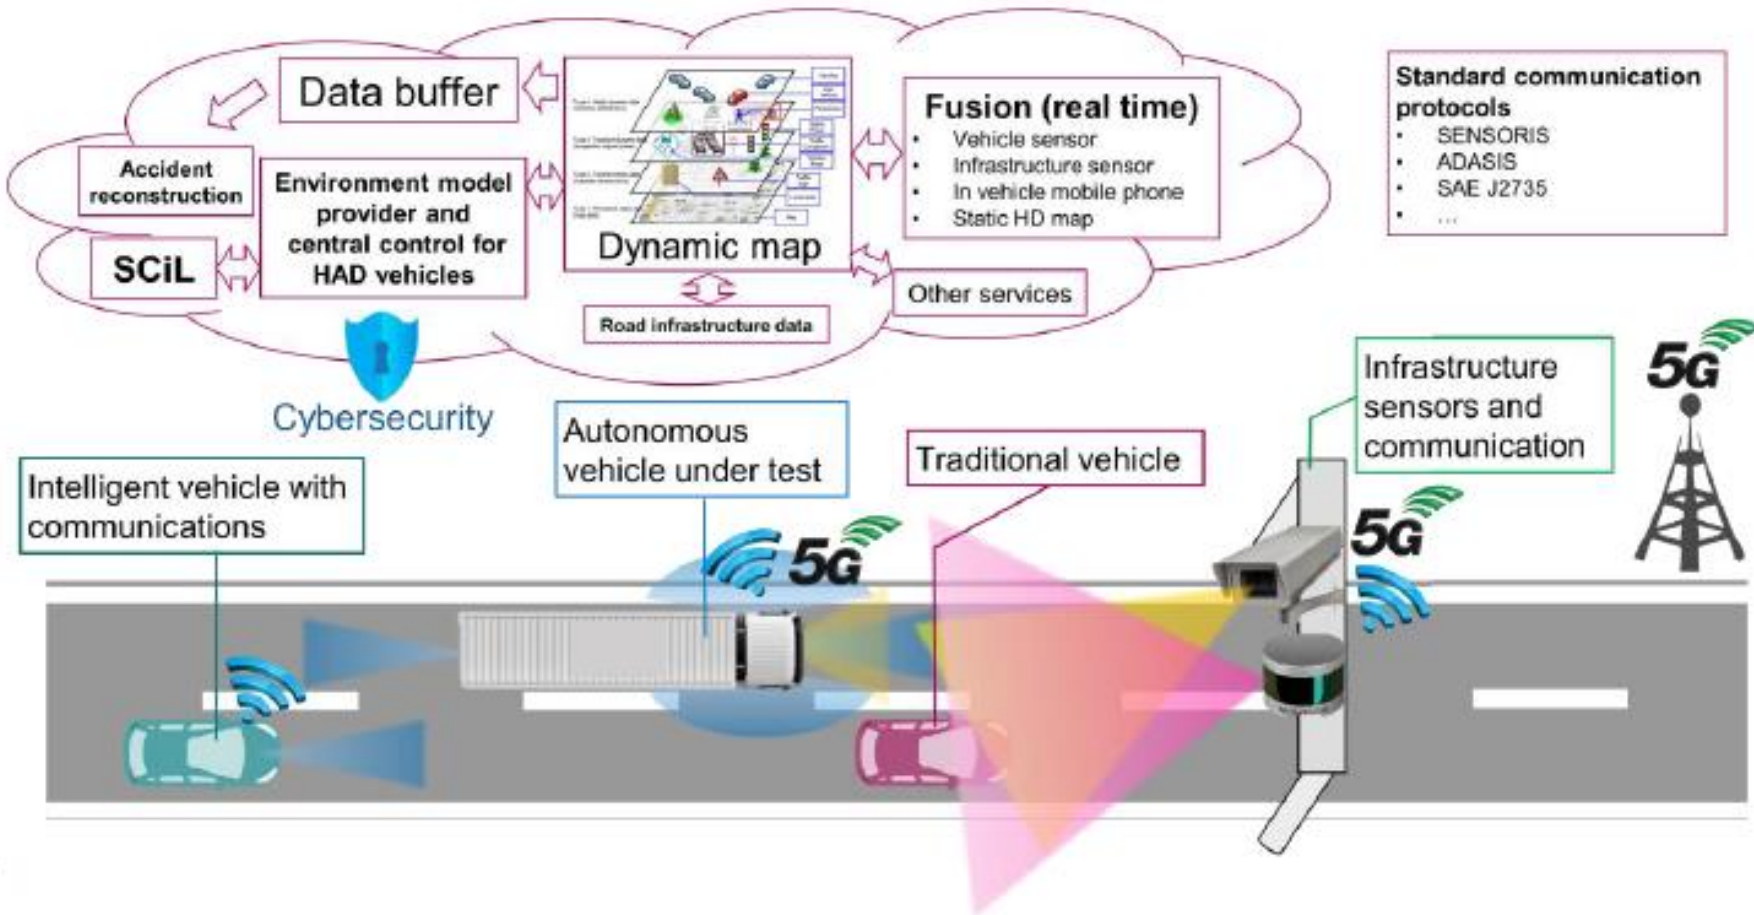 Data buffer
Accident
reconstruction
SCiL
Environment model
provider and
central control for
HAD vehicles
Dynamic map
Fusion (real time)
• Vehicle sensor
• Infrastructure sensor
• In vehicle mobile phone
• Static HD map
Other services
Road infrastructure data
Standard communication
protocols
• SENSORIS
• ADASIS
• SAE J2735
• ...
Cybersecurity
Intelligent vehicle with
communications
Autonomous
vehicle under test
Traditional vehicle
Infrastructure
sensors and
communication
5G
5G
5G